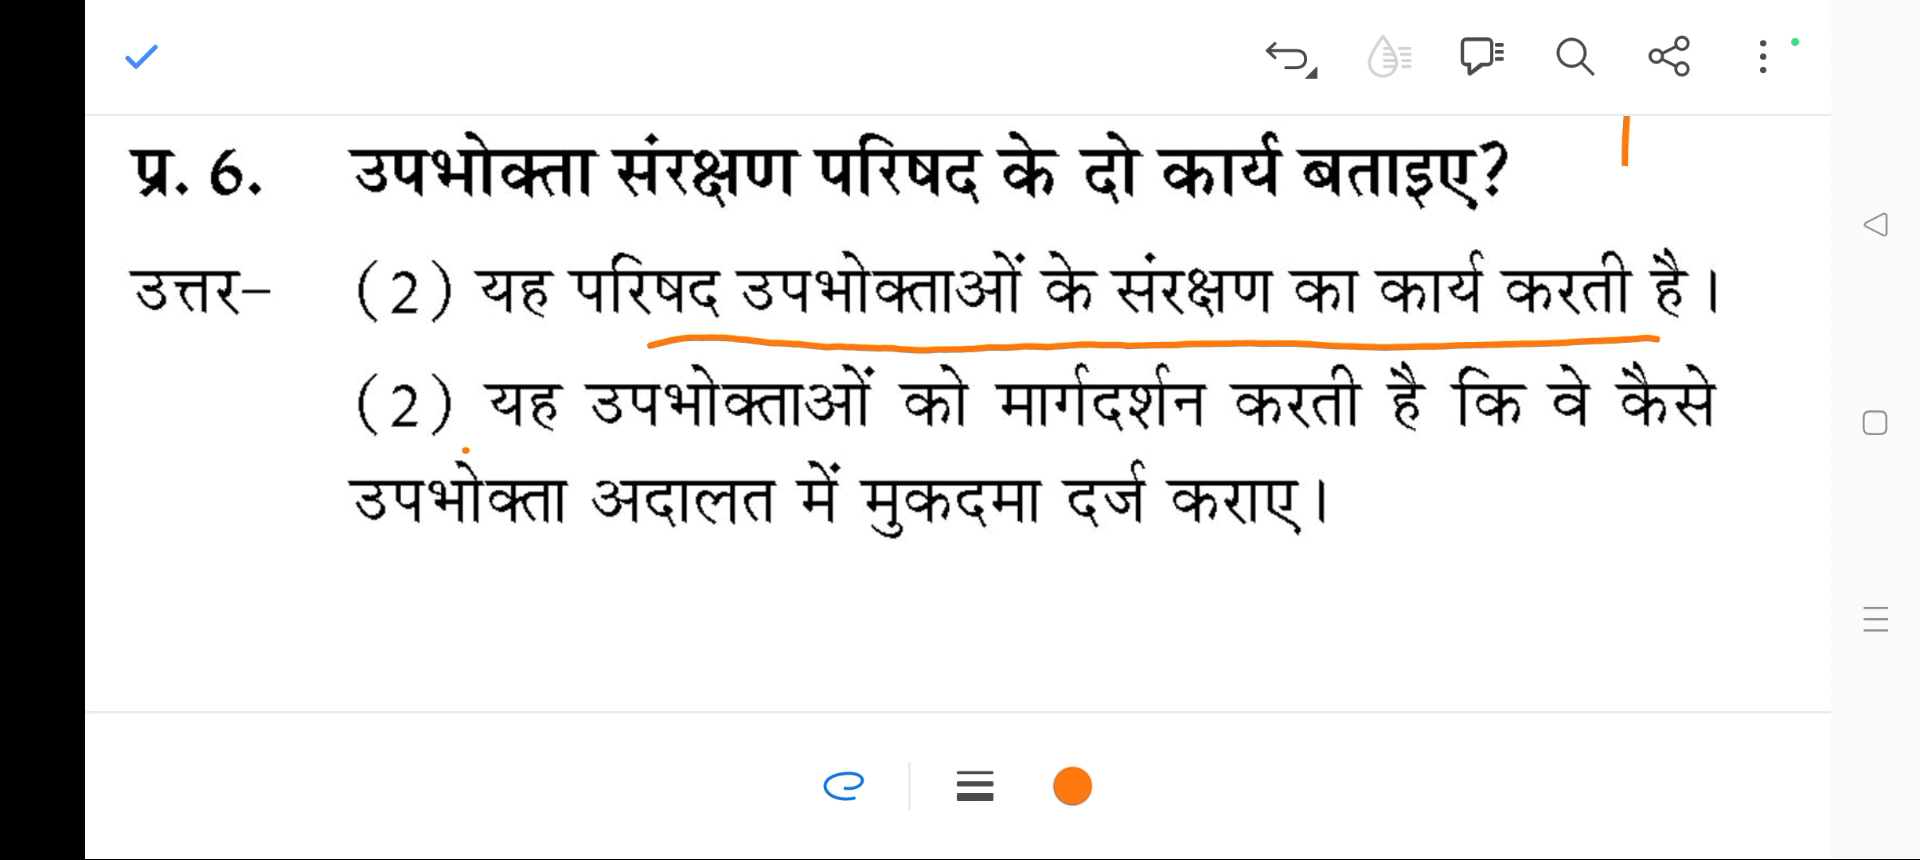 प्र. 6. उपभोक्ता संरक्षण परिषद के दो कार्य बताइए?
उत्तर– (2) यह परिषद उपभोक्ताओं के संरक्षण का कार्य करती है।
(2) यह उपभोक्ताओं को मार्गदर्शन करती है कि वे कैसे
उपभोक्ता अदालत में मुकदमा दर्ज कराए।